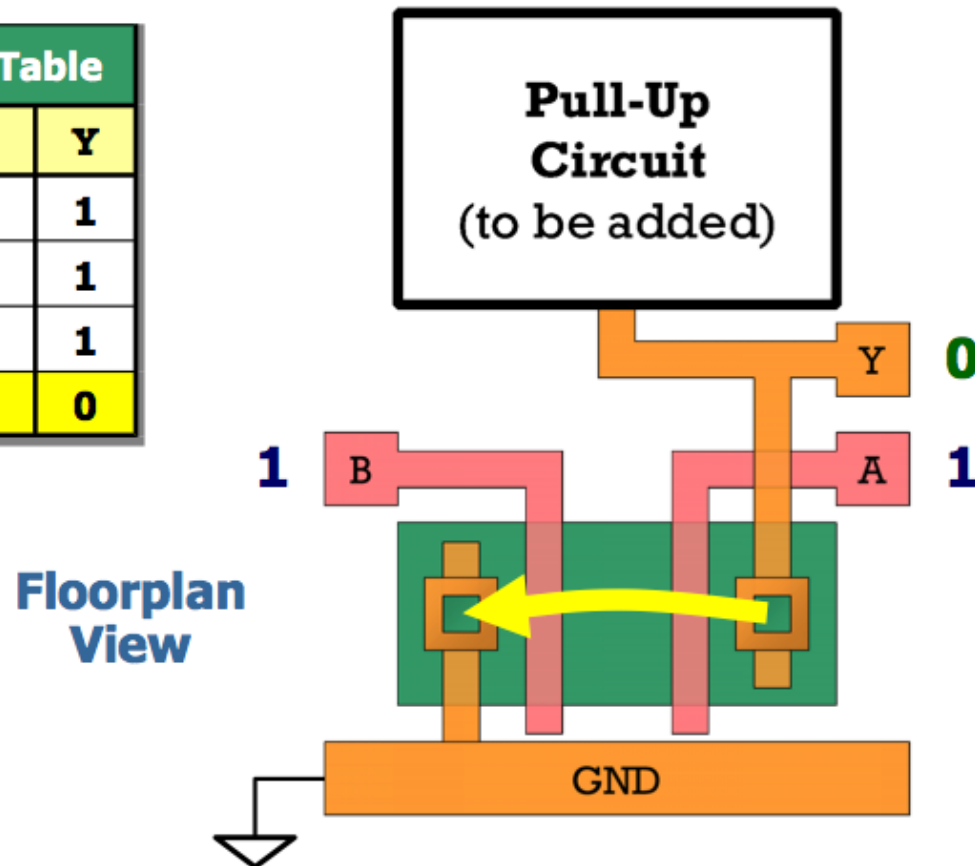 Table
Y
1
1
1
0
Pull-Up
Circuit
(to be added)
Y 0
1 B A 1
Floorplan
View
GND